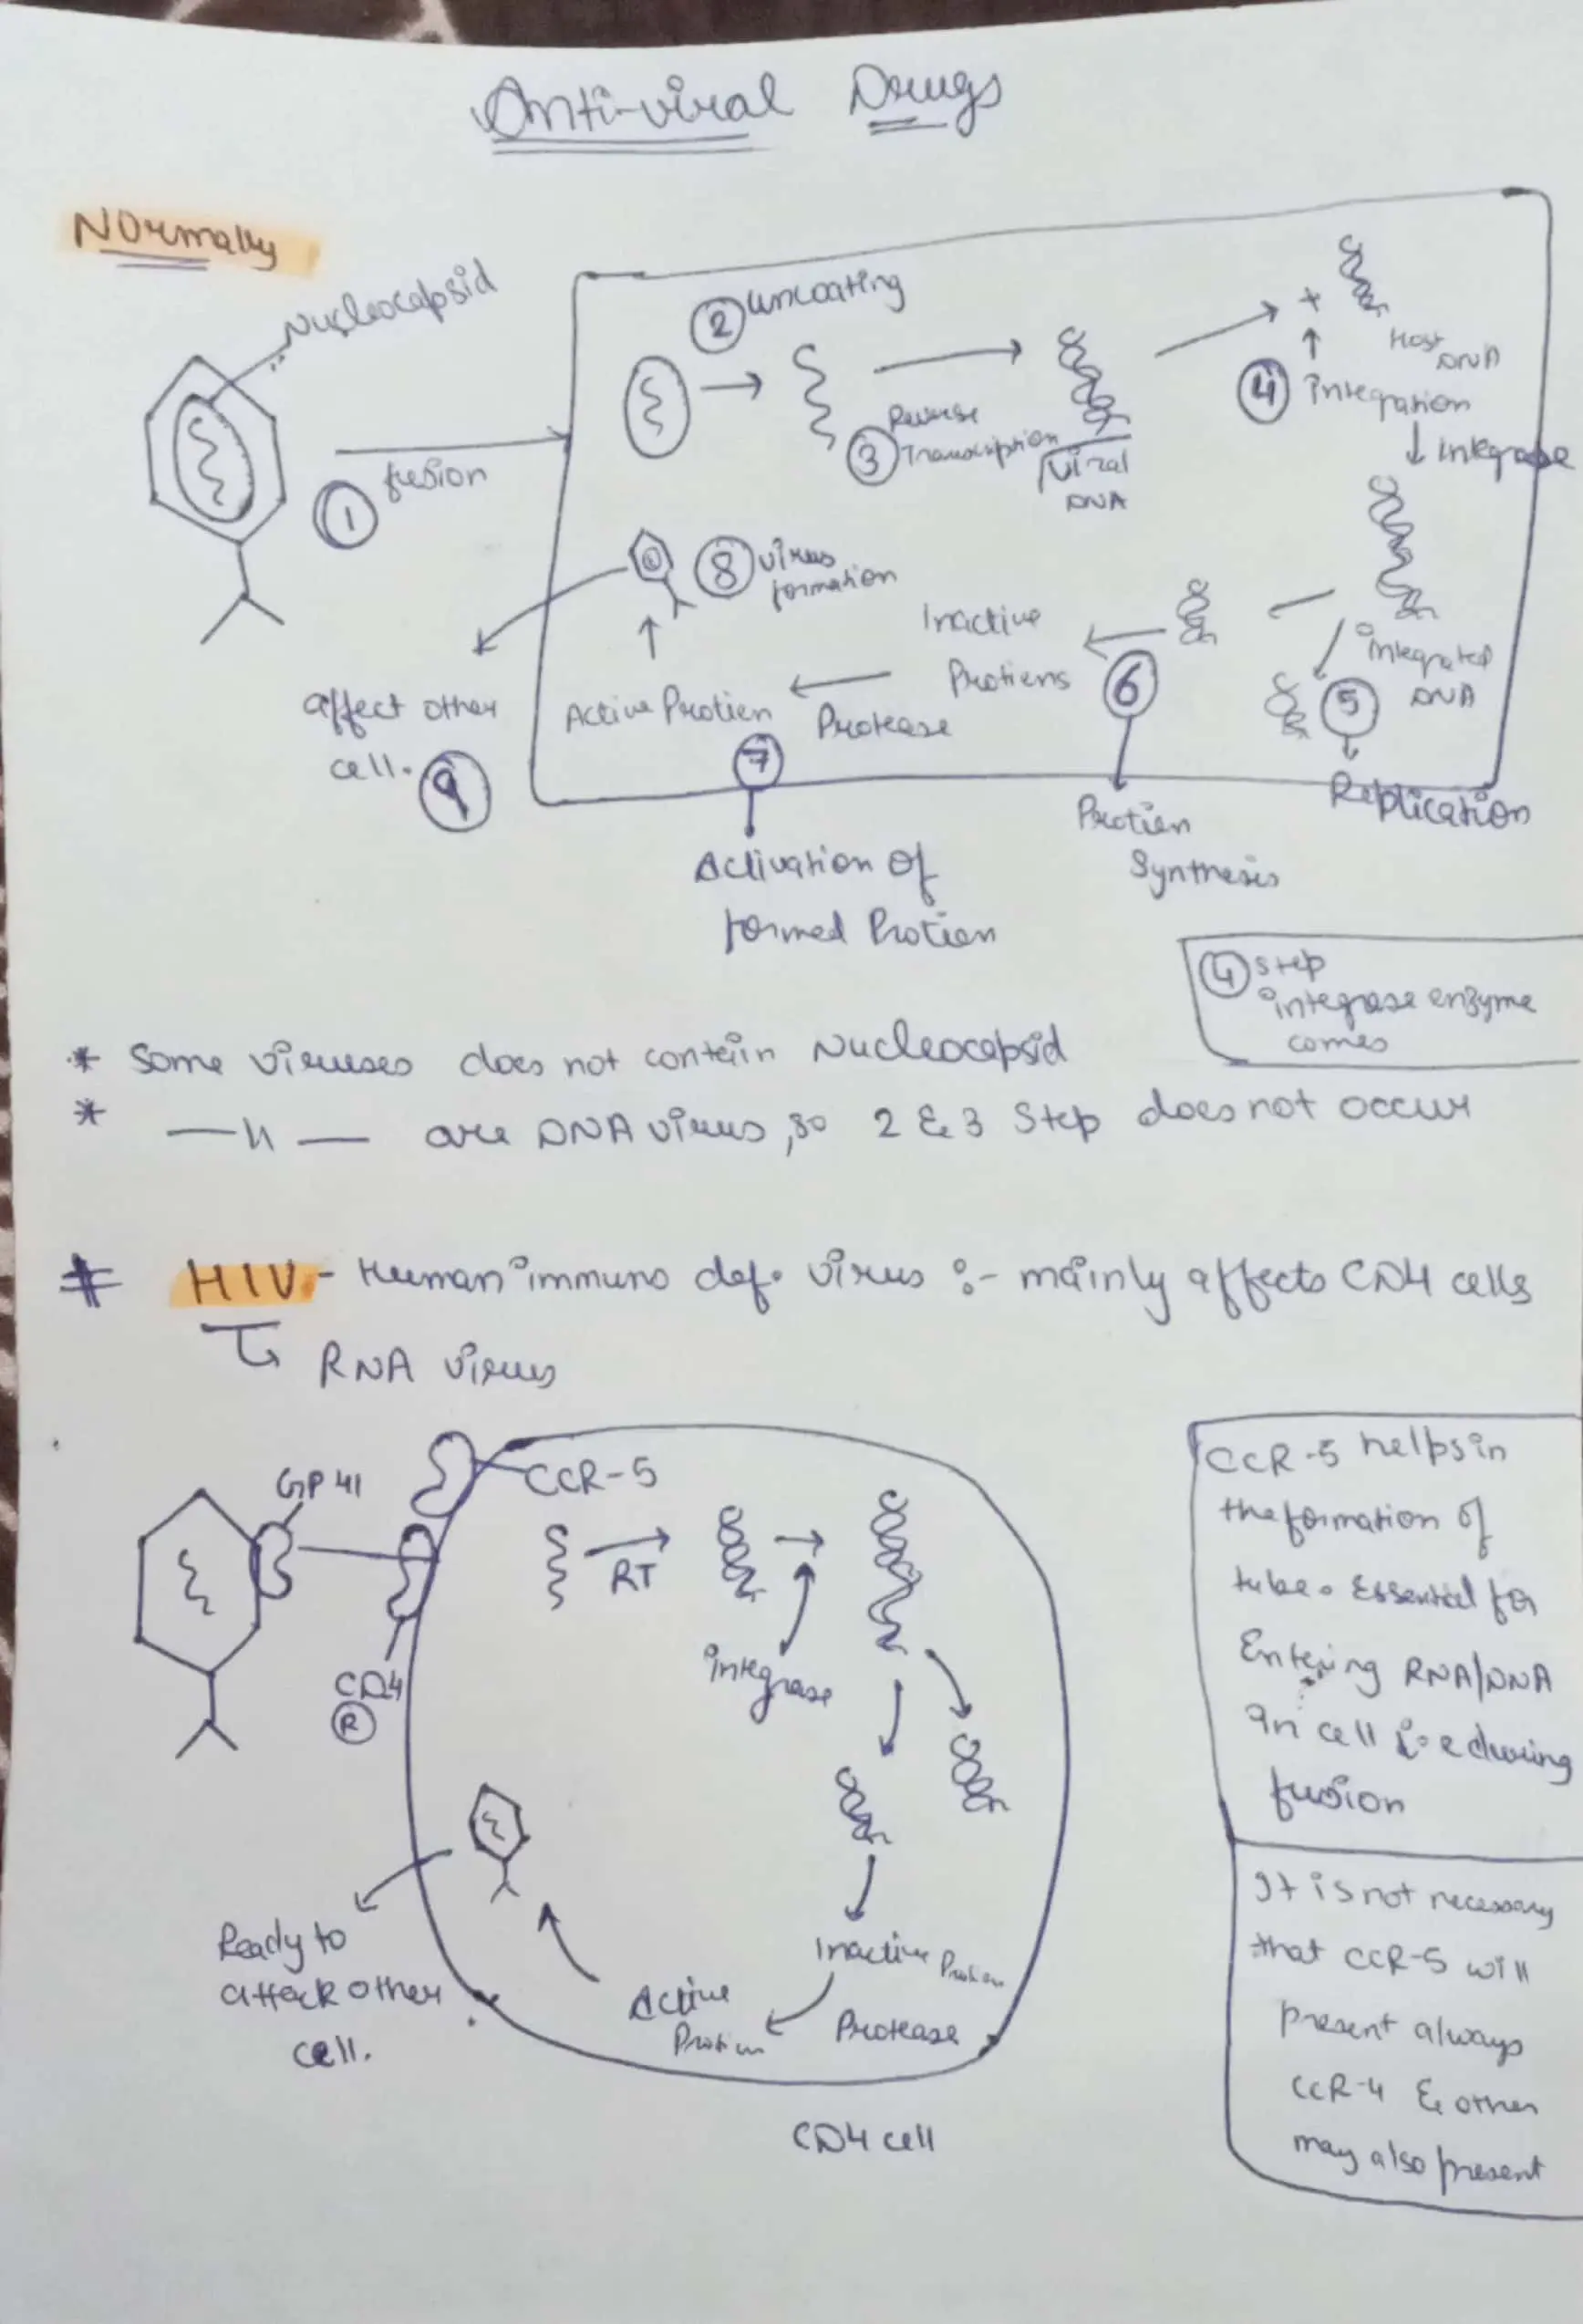 Anti-viral Drugs
Normally
Nucleocapsid
1 fusion
2 uncoating
3 Reverse
Transcription
Viral
DNA
+
Host
DNA
4 Integration
Integrase
Integrated
DNA
5
Replication
6
Protien
Synthesis
Inactive
Protiens
Protease
Active Protien
7
Activation of
formed Protien
8 virus
formation
affect other
cell. 9
4 step
integrase enzyme
comes
* Some viruses does not contain Nucleocapsid
* —〃— are DNA virus, so 2 & 3 Step does not occur
# HIV - Human immuno def. virus :- mainly affects CD4 cells
↳ RNA virus
GP 41
CCR-5
CD4
R
RT
integrase
Inactive Protien
Protease
Active
Protien
Ready to
attack other
cell.
CD4 cell
CCR-5 helps in
the formation of
tube. Essential for
Entering RNA/DNA
in cell i.e during
fusion
It is not necessary
that CCR-5 will
present always
CCR-4 & other
may also present